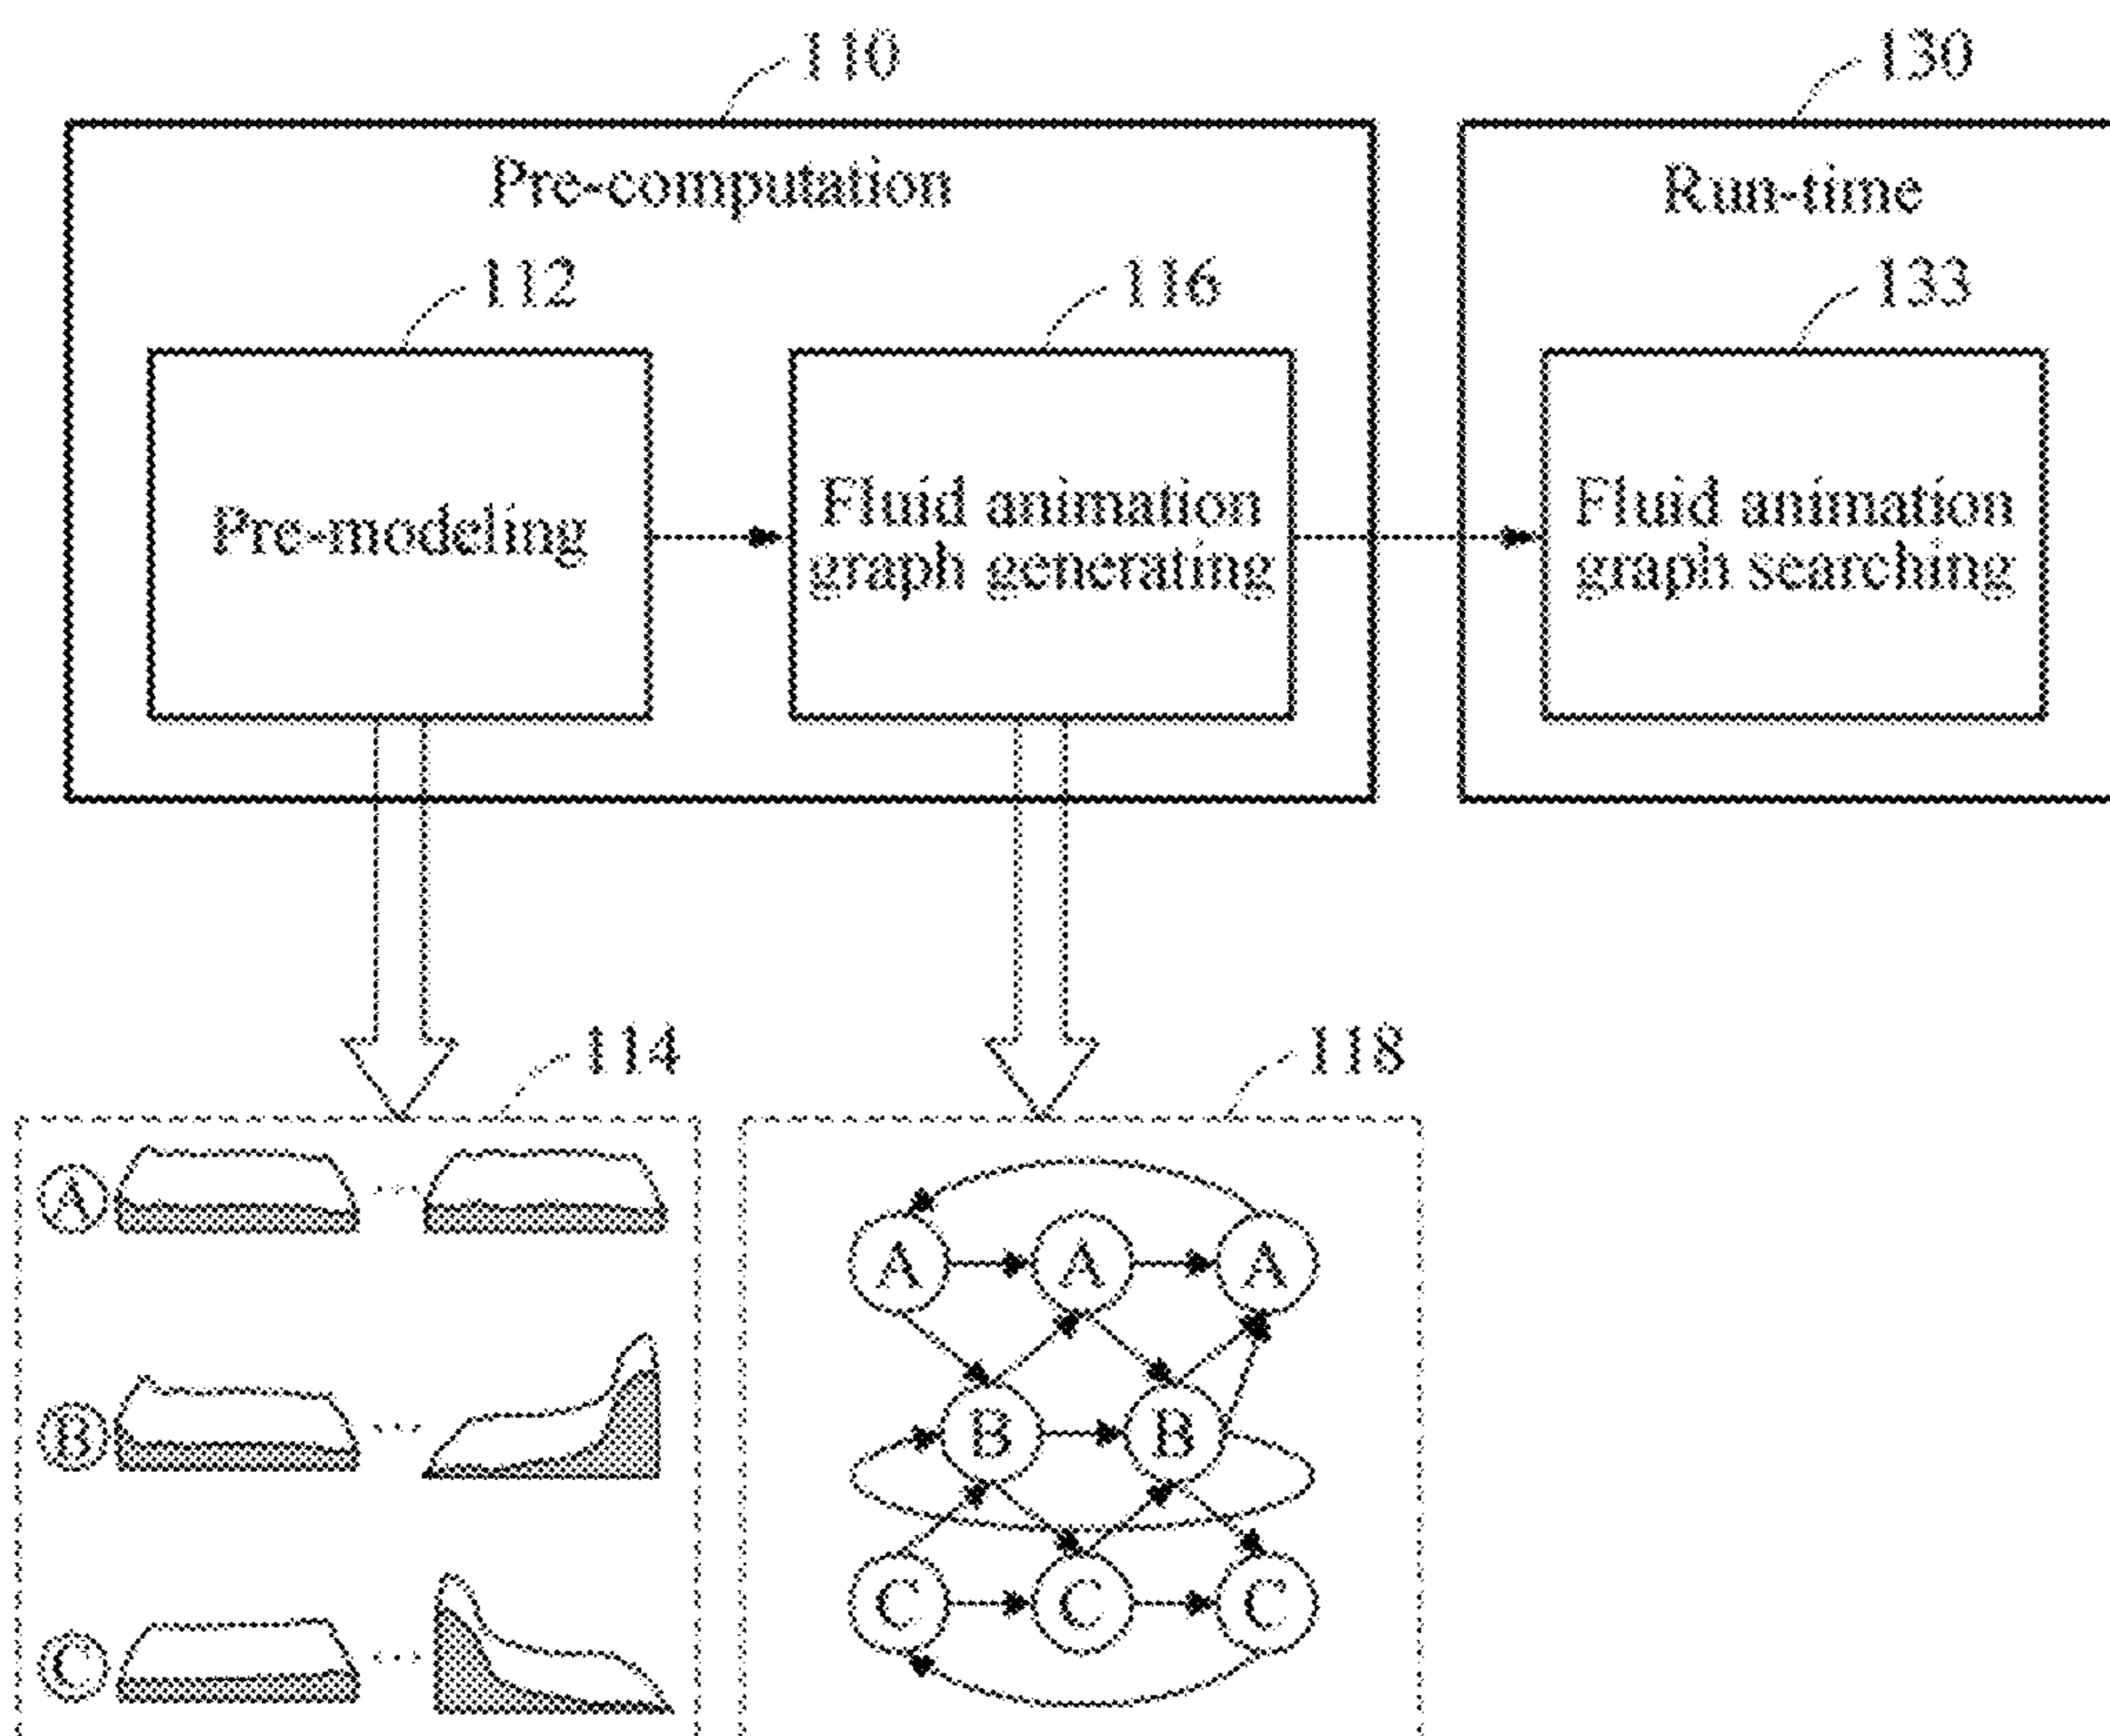 110
130
Pre-computation
Run-time
112
116
133
Pre-modeling
Fluid animation
graph generating
Fluid animation
graph searching
114
118
A
B
C
A A A
B B
C C C